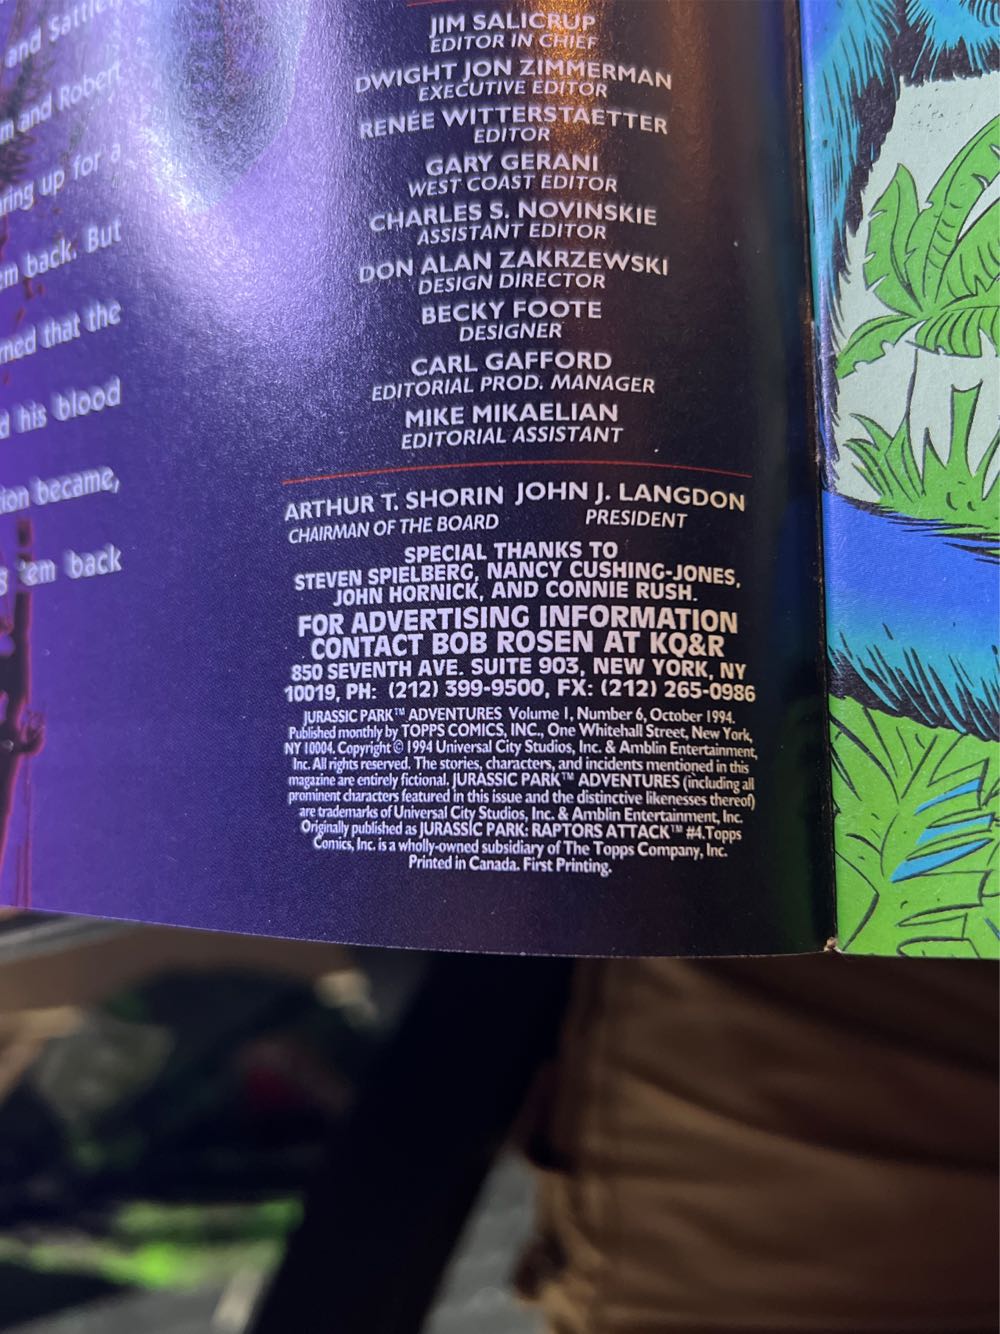 and Sattler,
m and Robert
ring up for a
em back. But
rned that the
d his blood
ion became,
'em back
JIM SALICRUP
EDITOR IN CHIEF
DWIGHT JON ZIMMERMAN
EXECUTIVE EDITOR
RENÉE WITTERSTAETTER
EDITOR
GARY GERANI
WEST COAST EDITOR
CHARLES S. NOVINSKIE
ASSISTANT EDITOR
DON ALAN ZAKRZEWSKI
DESIGN DIRECTOR
BECKY FOOTE
DESIGNER
CARL GAFFORD
EDITORIAL PROD. MANAGER
MIKE MIKAELIAN
EDITORIAL ASSISTANT
ARTHUR T. SHORIN JOHN J. LANGDON
CHAIRMAN OF THE BOARD PRESIDENT
SPECIAL THANKS TO
STEVEN SPIELBERG, NANCY CUSHING-JONES,
JOHN HORNICK, AND CONNIE RUSH.
FOR ADVERTISING INFORMATION
CONTACT BOB ROSEN AT KQ&R
850 SEVENTH AVE. SUITE 903, NEW YORK, NY
10019, PH: (212) 399-9500, FX: (212) 265-0986
JURASSIC PARK™ ADVENTURES Volume 1, Number 6, October 1994.
Published monthly by TOPPS COMICS, INC., One Whitehall Street, New York,
NY 10004. Copyright © 1994 Universal City Studios, Inc. & Amblin Entertainment,
Inc. All rights reserved. The stories, characters, and incidents mentioned in this
magazine are entirely fictional. JURASSIC PARK™ ADVENTURES (including all
prominent characters featured in this issue and the distinctive likenesses thereof)
are trademarks of Universal City Studios, Inc. & Amblin Entertainment, Inc.
Originally published as JURASSIC PARK: RAPTORS ATTACK™ #4. Topps
Comics, Inc. is a wholly-owned subsidiary of The Topps Company, Inc.
Printed in Canada. First Printing.